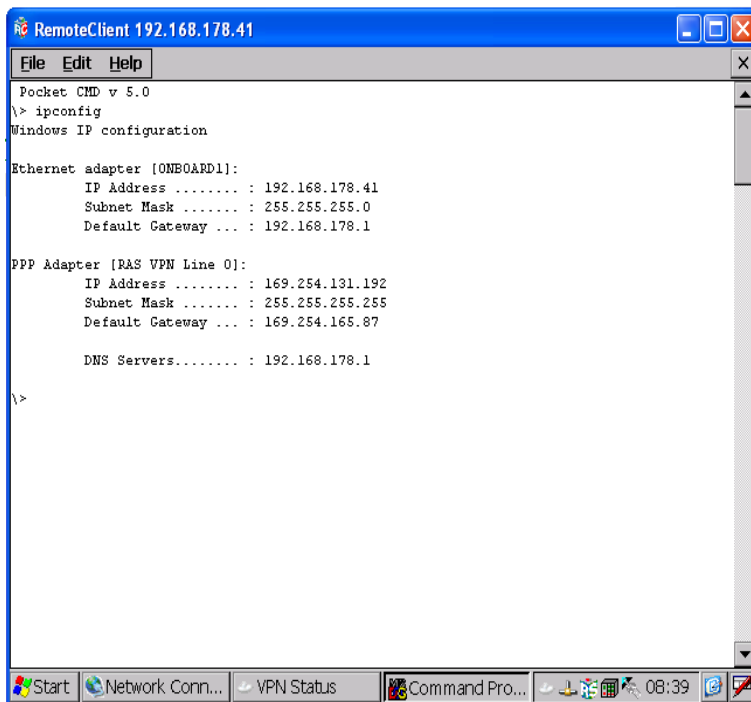 RemoteClient 192.168.178.41
File Edit Help
Pocket CMD v 5.0
\> ipconfig
Windows IP configuration
Ethernet adapter [ONBOARD1]:
IP Address ........ : 192.168.178.41
Subnet Mask ....... : 255.255.255.0
Default Gateway ... : 192.168.178.1
PPP Adapter [RAS VPN Line 0]:
IP Address ........ : 169.254.131.192
Subnet Mask ....... : 255.255.255.255
Default Gateway ... : 169.254.165.87
DNS Servers........ : 192.168.178.1
\>
Start Network Conn... VPN Status Command Pro... 08:39